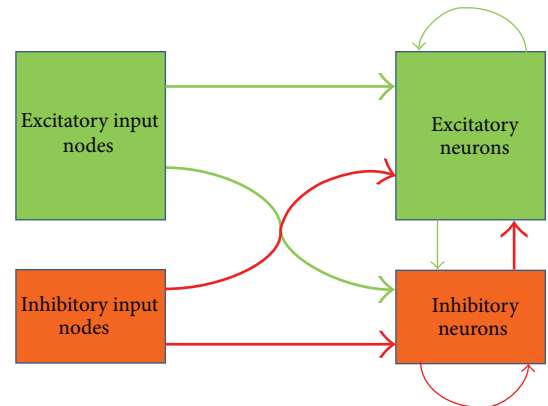 Excitatory input
nodes
Excitatory
neurons
Inhibitory input
nodes
Inhibitory
neurons